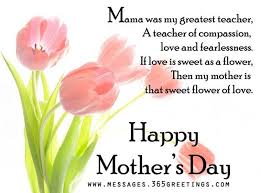 Mama was my greatest teacher,
A teacher of compassion,
love and fearlessness.
If love is sweet as a flower,
Then my mother is
that sweet flower of love.
Happy
Mother's Day
WWW.MESSAGES.365GREETINGS.COM